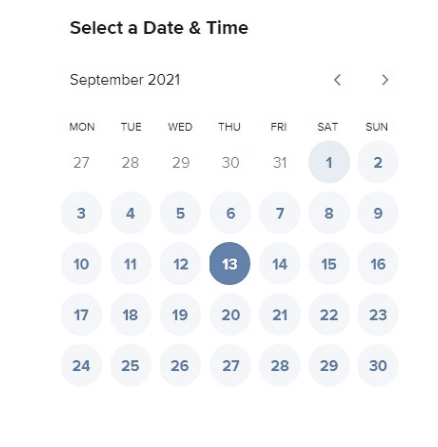 Select a Date & Time
September 2021
MON TUE WED THU FRI SAT SUN
27 28 29 30 31 1 2
3 4 5 6 7 8 9
10 11 12 13 14 15 16
17 18 19 20 21 22 23
24 25 26 27 28 29 30